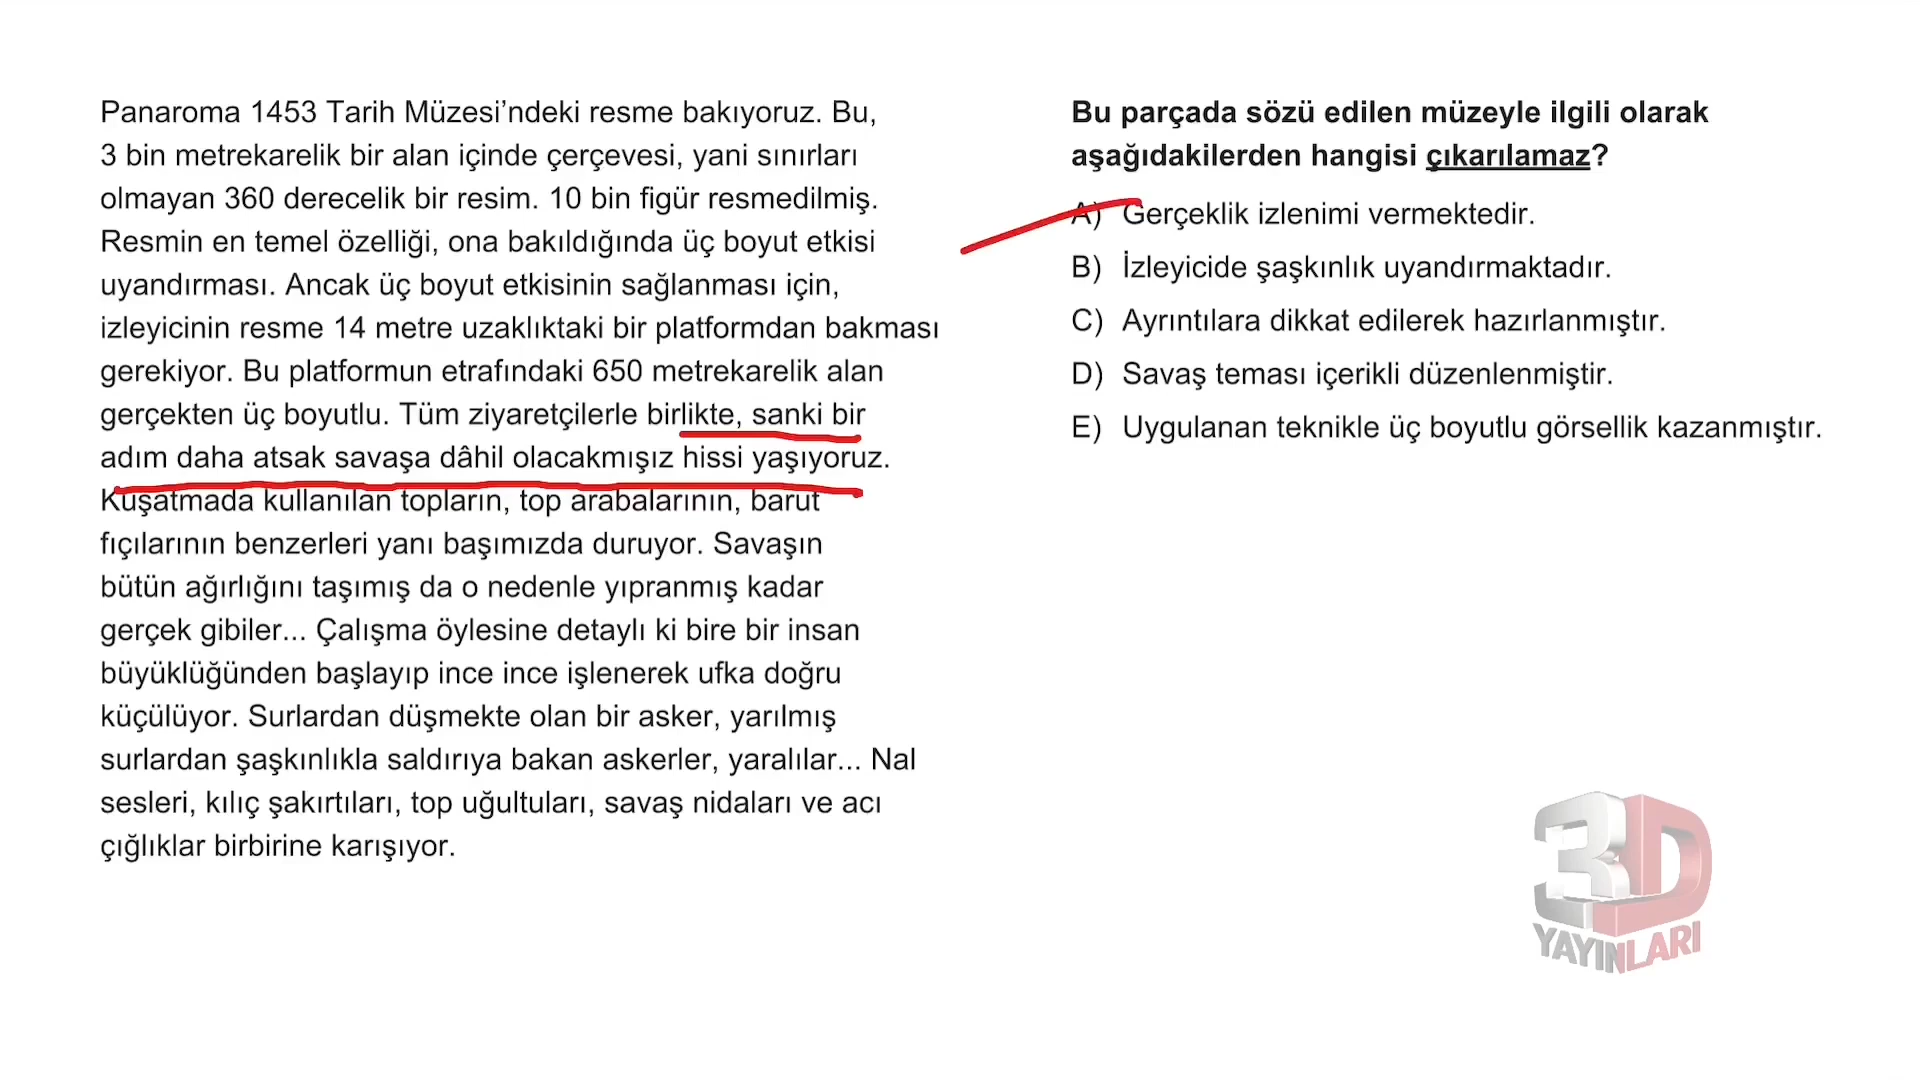 Panaroma 1453 Tarih Müzesi’ndeki resme bakıyoruz. Bu,
3 bin metrekarelik bir alan içinde çerçevesi, yani sınırları
olmayan 360 derecelik bir resim. 10 bin figür resmedilmiş.
Resmin en temel özelliği, ona bakıldığında üç boyut etkisi
uyandırması. Ancak üç boyut etkisinin sağlanması için,
izleyicinin resme 14 metre uzaklıktaki bir platformdan bakması
gerekiyor. Bu platformun etrafındaki 650 metrekarelik alan
gerçekten üç boyutlu. Tüm ziyaretçilerle birlikte, sanki bir
adım daha atsak savaşa dâhil olacakmışız hissi yaşıyoruz.
Kuşatmada kullanılan topların, top arabalarının, barut
fıçılarının benzerleri yanı başımızda duruyor. Savaşın
bütün ağırlığını taşımış da o nedenle yıpranmış kadar
gerçek gibiler... Çalışma öylesine detaylı ki bire bir insan
büyüklüğünden başlayıp ince ince işlenerek ufka doğru
küçülüyor. Surlardan düşmekte olan bir asker, yarılmış
surlardan şaşkınlıkla saldırıya bakan askerler, yaralılar... Nal
sesleri, kılıç şakırtıları, top uğultuları, savaş nidaları ve acı
çığlıklar birbirine karışıyor.
Bu parçada sözü edilen müzeyle ilgili olarak
aşağıdakilerden hangisi çıkarılamaz?
A) Gerçeklik izlenimi vermektedir.
B) İzleyicide şaşkınlık uyandırmaktadır.
C) Ayrıntılara dikkat edilerek hazırlanmıştır.
D) Savaş teması içerikli düzenlenmiştir.
E) Uygulanan teknikle üç boyutlu görsellik kazanmıştır.
3D
YAYINLARI